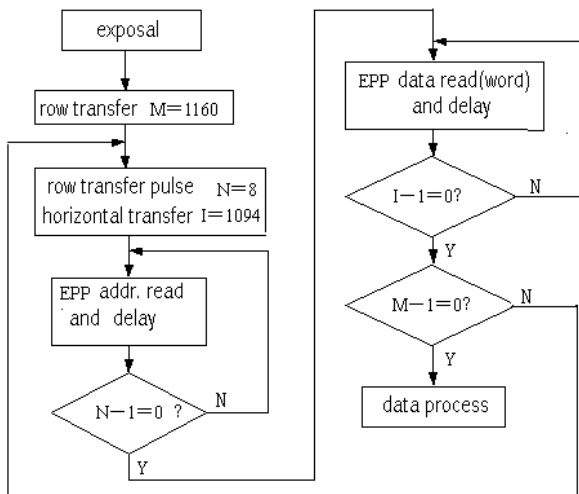 exposal
row transfer M=1160
row transfer pulse N=8
horizontal transfer I=1094
EPP addr. read
and delay
N-1=0 ?
N
Y
EPP data read(word)
and delay
I-1=0?
N
Y
M-1=0?
N
Y
data process